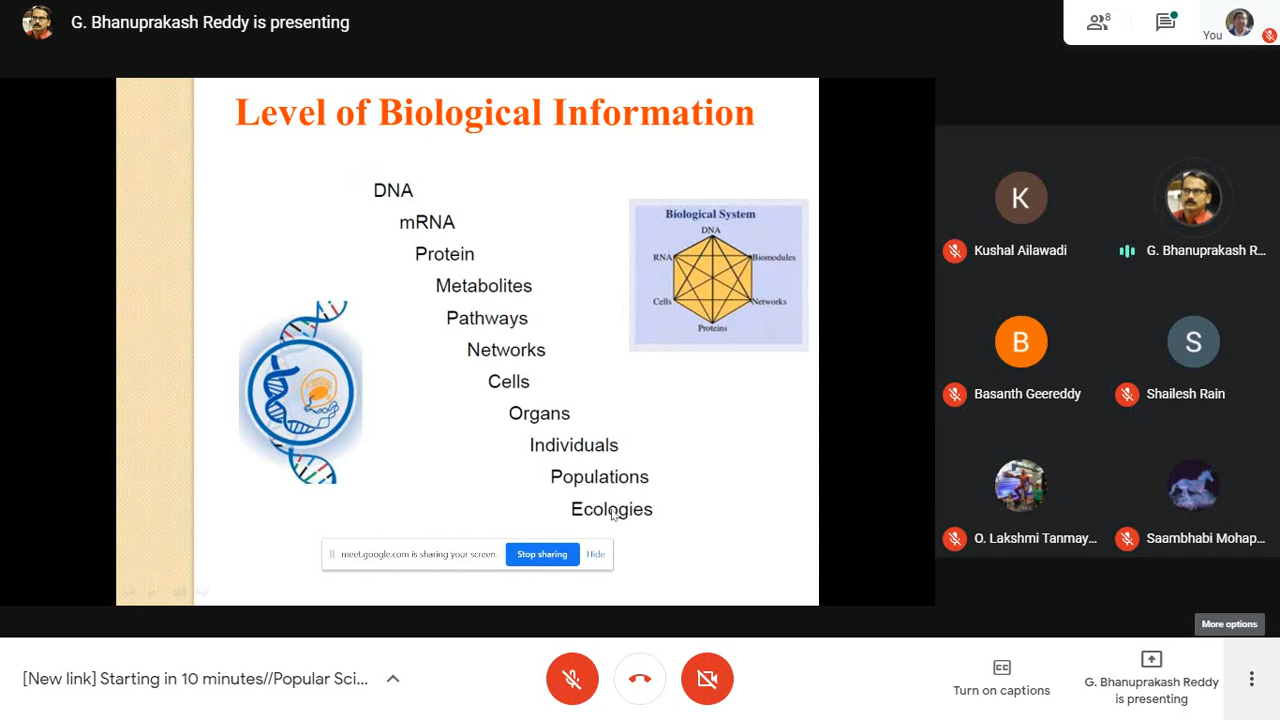 G. Bhanuprakash Reddy is presenting
8
You
Level of Biological Information
DNA
mRNA
Protein
Metabolites
Pathways
Networks
Cells
Organs
Individuals
Populations
Ecologies
Biological System
DNA
RNA
Biomodules
Cells
Networks
Proteins
meet.google.com is sharing your screen.
Stop sharing
Hide
K
Kushal Ailawadi
G. Bhanuprakash R...
B
Basanth Geereddy
S
Shailesh Rain
O. Lakshmi Tanmay...
Saambhabi Mohap...
More options
[New link] Starting in 10 minutes//Popular Sci...
Turn on captions
G. Bhanuprakash Reddy
is presenting